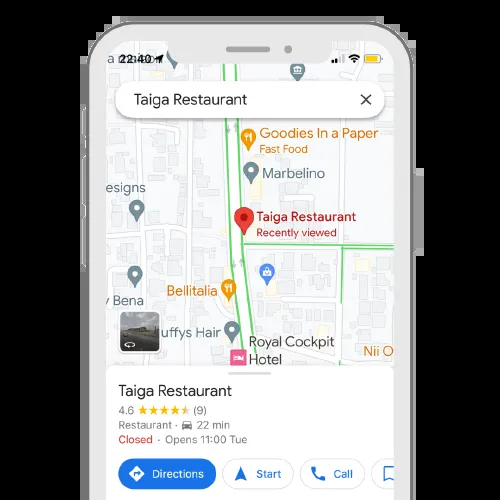 22:40
Taiga Restaurant
Goodies In a Paper
Fast Food
Marbelino
esigns
Taiga Restaurant
Recently viewed
Bellitalia
y Bena
uffys Hair
Royal Cockpit
Hotel
Nii O
Taiga Restaurant
4.6 (9)
Restaurant · 22 min
Closed · Opens 11:00 Tue
Directions
Start
Call